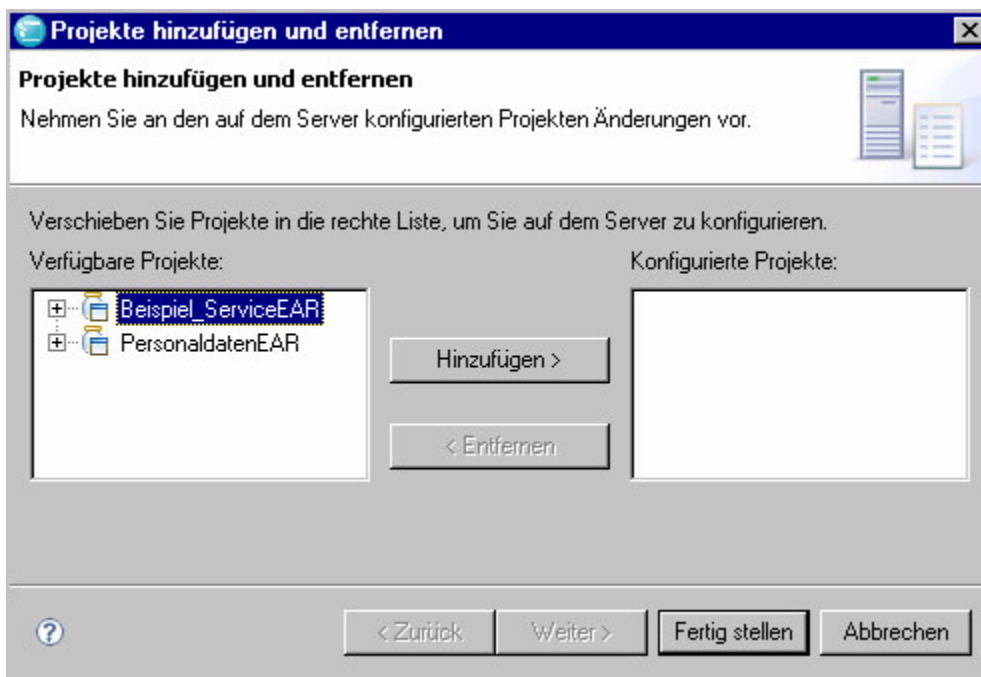 Projekte hinzufügen und entfernen
Projekte hinzufügen und entfernen
Nehmen Sie an den auf dem Server konfigurierten Projekten Änderungen vor.
Verschieben Sie Projekte in die rechte Liste, um Sie auf dem Server zu konfigurieren.
Verfügbare Projekte:
Konfigurierte Projekte:
Beispiel_ServiceEAR
PersonaldatenEAR
Hinzufügen >
< Entfernen
?
< Zurück
Weiter >
Fertig stellen
Abbrechen